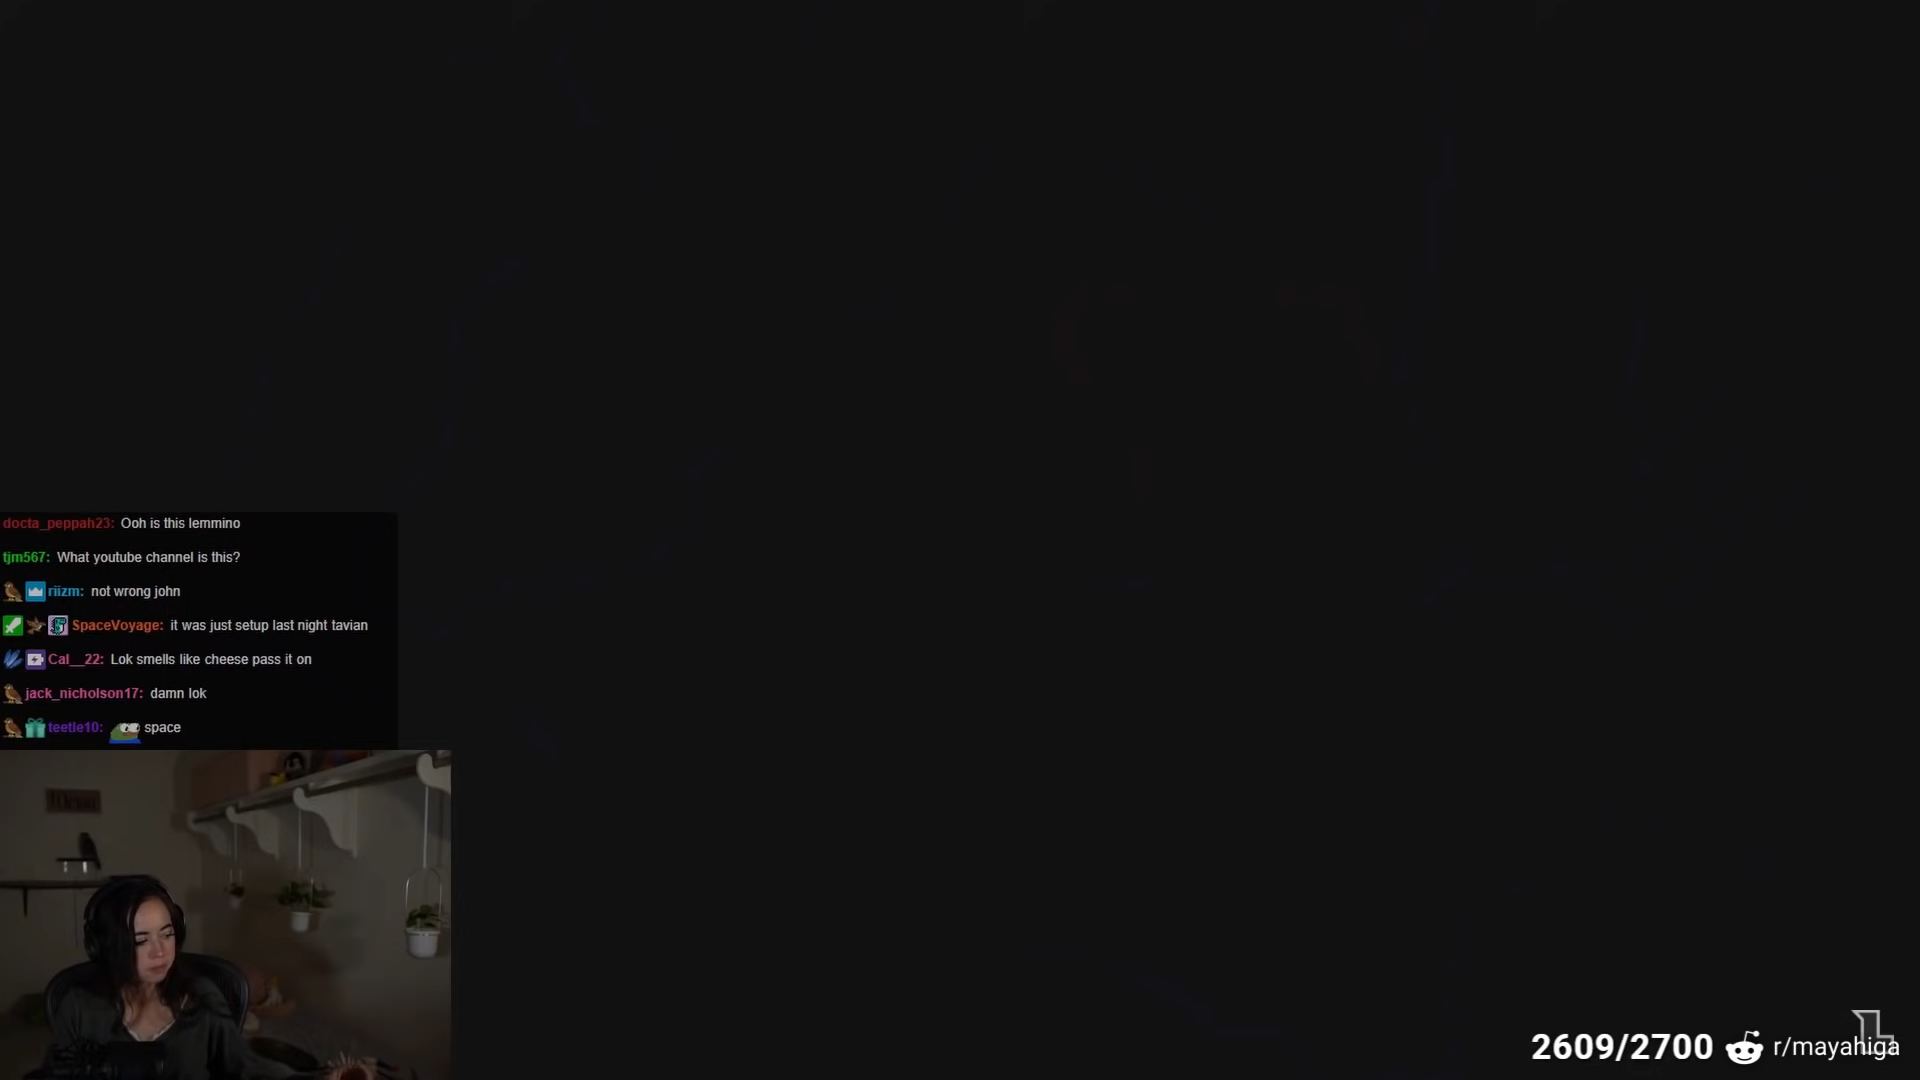 docta_peppah23: Ooh is this lemmino
tjm567: What youtube channel is this?
riizm: not wrong john
SpaceVoyage: it was just setup last night tavian
Cal__22: Lok smells like cheese pass it on
jack_nicholson17: damn lok
teetle10: space
2609/2700 r/mayahiga